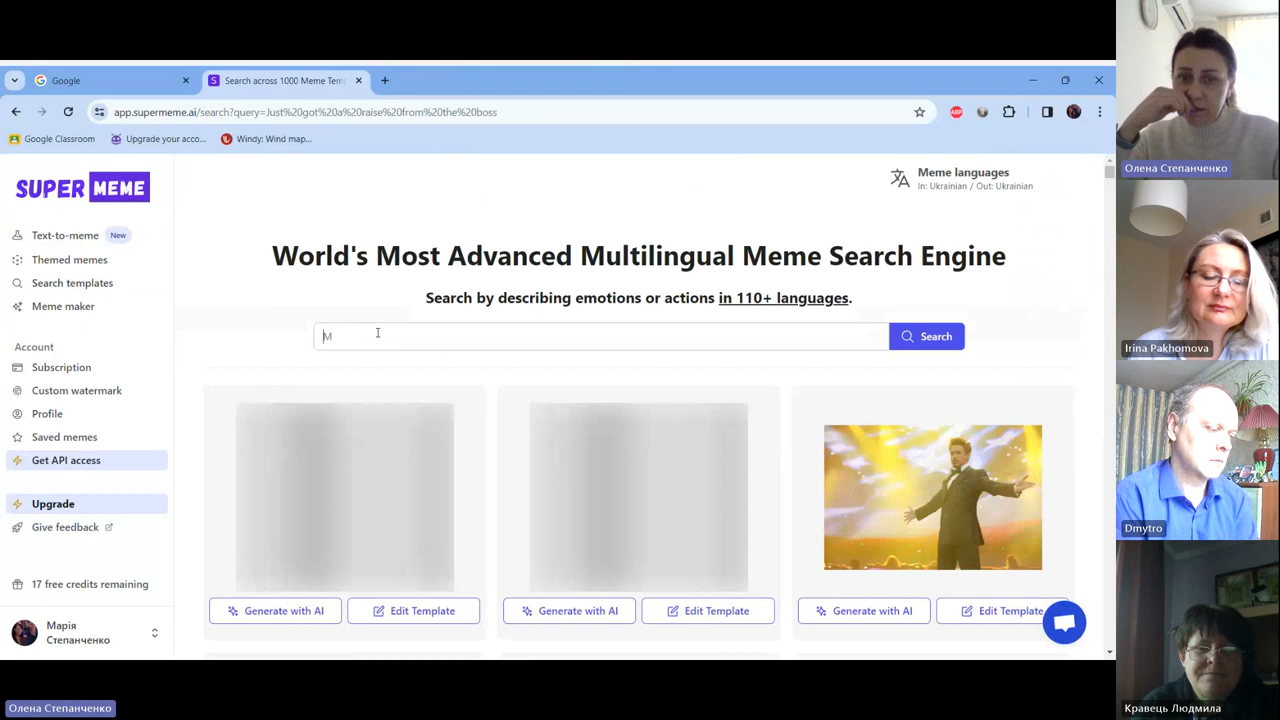 Google
Search across 1000 Meme Tem
app.supermeme.ai/search?query=Just%20got%20a%20raise%20from%20the%20boss
Google Classroom
Upgrade your acco...
Windy: Wind map...
SUPER MEME
Meme languages
In: Ukrainian / Out: Ukrainian
Text-to-meme New
Themed memes
Search templates
Meme maker
Account
Subscription
Custom watermark
Profile
Saved memes
Get API access
Upgrade
Give feedback
17 free credits remaining
Марія
Степанченко
World's Most Advanced Multilingual Meme Search Engine
Search by describing emotions or actions in 110+ languages.
M
Search
Generate with AI Edit Template
Generate with AI Edit Template
Generate with AI Edit Template
Олена Степанченко
Irina Pakhomova
Dmytro
Кравець Людмила
Олена Степанченко